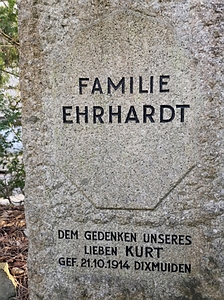 FAMILIE
EHRHARDT
DEM GEDENKEN UNSERES
LIEBEN KURT
GEF. 21.10.1914 DIXMUIDEN